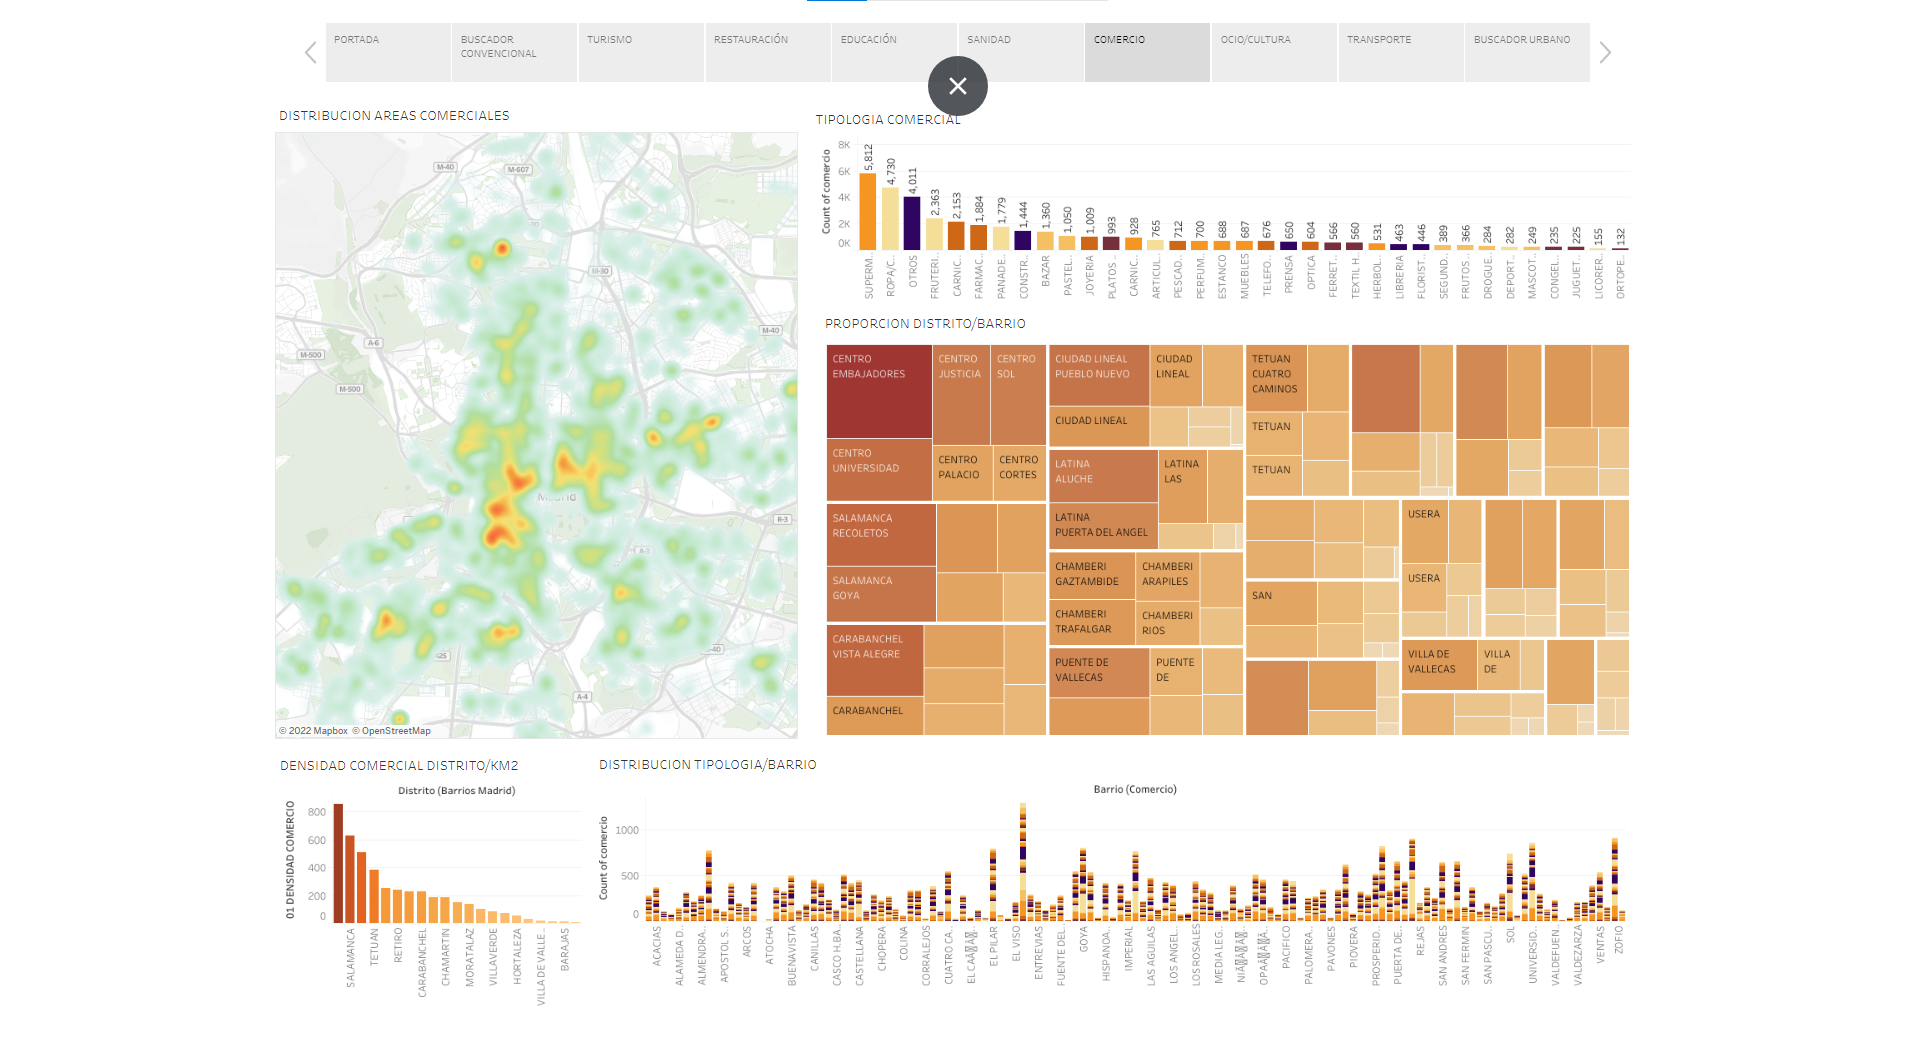 PORTADA
BUSCADOR
CONVENCIONAL
TURISMO
RESTAURACIÓN
EDUCACIÓN
SANIDAD
COMERCIO
OCIO/CULTURA
TRANSPORTE
BUSCADOR URBANO
DISTRIBUCION AREAS COMERCIALES
M-40
M-607
M-30
M-40
A-6
M-500
M-500
Madrid
R-3
A-3
M-40
A-4
© 2022 Mapbox © OpenStreetMap
TIPOLOGIA COMERCIAL
Count of comercio
8K
6K
4K
2K
0K
5,812
4,730
4,011
2,363
2,153
1,884
1,779
1,444
1,360
1,050
1,009
993
928
765
712
700
688
687
676
650
604
566
560
531
463
446
389
366
284
282
249
235
225
155
132
SUPERM..
ROPA/C..
OTROS
FRUTERI..
CARNIC..
FARMAC..
PANADE..
CONSTR..
BAZAR
PASTEL..
JOYERIA
PLATOS ..
CARNIC..
ARTICUL..
PESCAD..
PERFUM..
ESTANCO
MUEBLES
TELEFO..
PRENSA
OPTICA
FERRET..
TEXTIL H..
HERBOL..
LIBRERIA
FLORIST..
SEGUND..
FRUTOS ..
DROGUE..
DEPORT..
MASCOT..
CONGEL..
JUGUET..
LICORER..
ORTOPE..
PROPORCION DISTRITO/BARRIO
CENTRO
EMBAJADORES
CENTRO
JUSTICIA
CENTRO
SOL
CENTRO
UNIVERSIDAD
CENTRO
PALACIO
CENTRO
CORTES
SALAMANCA
RECOLETOS
SALAMANCA
GOYA
CARABANCHEL
VISTA ALEGRE
CARABANCHEL
CIUDAD LINEAL
PUEBLO NUEVO
CIUDAD
LINEAL
CIUDAD LINEAL
LATINA
ALUCHE
LATINA
LAS
LATINA
PUERTA DEL ANGEL
CHAMBERI
GAZTAMBIDE
CHAMBERI
ARAPILES
CHAMBERI
TRAFALGAR
CHAMBERI
RIOS
PUENTE DE
VALLECAS
PUENTE
DE
TETUAN
CUATRO
CAMINOS
TETUAN
TETUAN
SAN
USERA
USERA
VILLA DE
VALLECAS
VILLA
DE
DENSIDAD COMERCIAL DISTRITO/KM2
Distrito (Barrios Madrid)
01 DENSIDAD COMERCIO
800
600
400
200
0
SALAMANCA
TETUAN
RETIRO
CARABANCHEL
CHAMARTIN
MORATALAZ
VILLAVERDE
HORTALEZA
VILLA DE VALLE..
BARAJAS
DISTRIBUCION TIPOLOGIA/BARRIO
Barrio (Comercio)
Count of comercio
1000
500
0
ACACIAS
ALAMEDA D..
ALMENDRA..
APOSTOL S..
ARCOS
ATOCHA
BUENAVISTA
CANILLAS
CASCO H.BA..
CASTELLANA
CHOPERA
COLINA
CORRALEJOS
CUATRO CA..
EL PILAR
EL VISO
ENTREVIAS
FUENTE DEL..
GOYA
HISPANOA..
IMPERIAL
LAS AGUILAS
LOS ANGEL..
LOS ROSALES
MEDIA LEG..
PACIFICO
PALOMERA..
PAVONES
PIOVERA
PROSPERID..
PUERTA DE..
REJAS
SAN ANDRES
SAN FERMIN
SAN PASCU..
SOL
UNIVERSID..
VALDEFUEN..
VALDEZARZA
VENTAS
ZOFIO